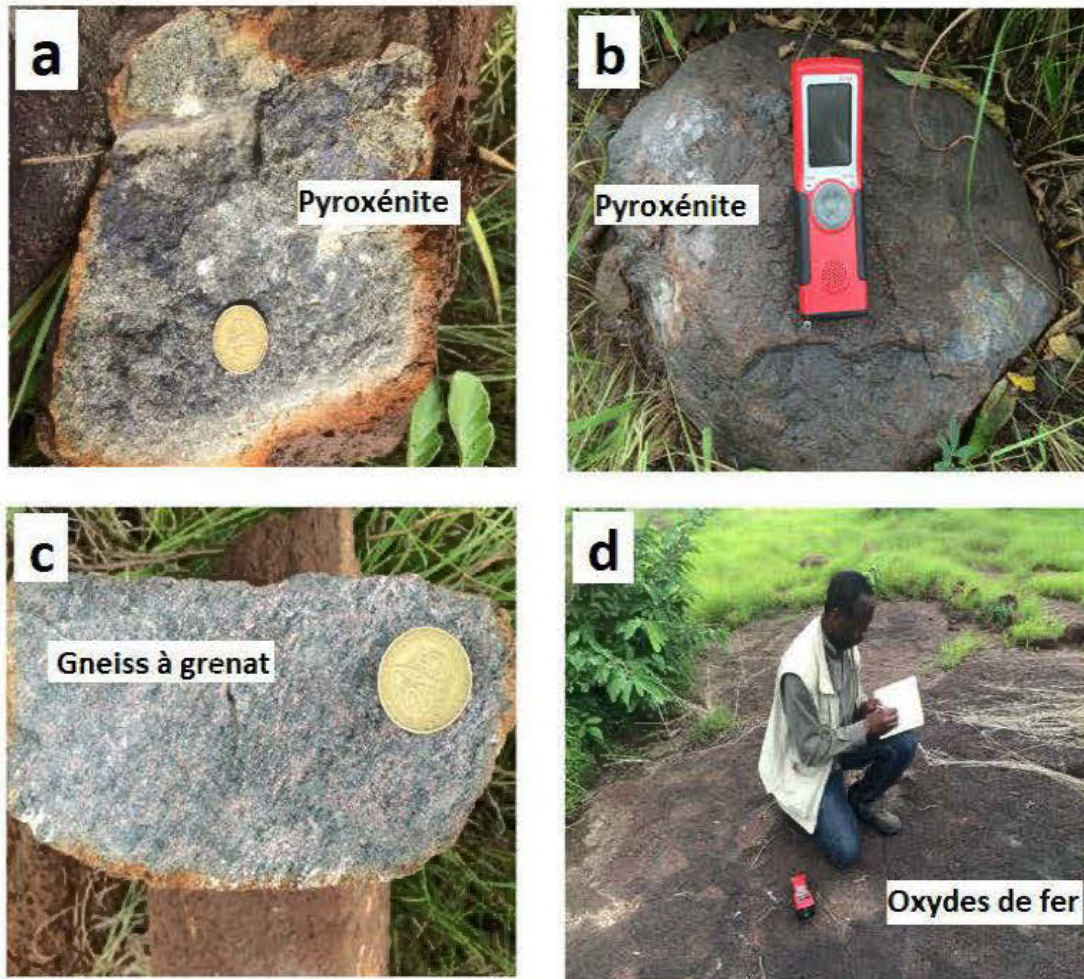 a
b
Pyroxénite
Pyroxénite
c
d
Gneiss à grenat
Oxydes de fer